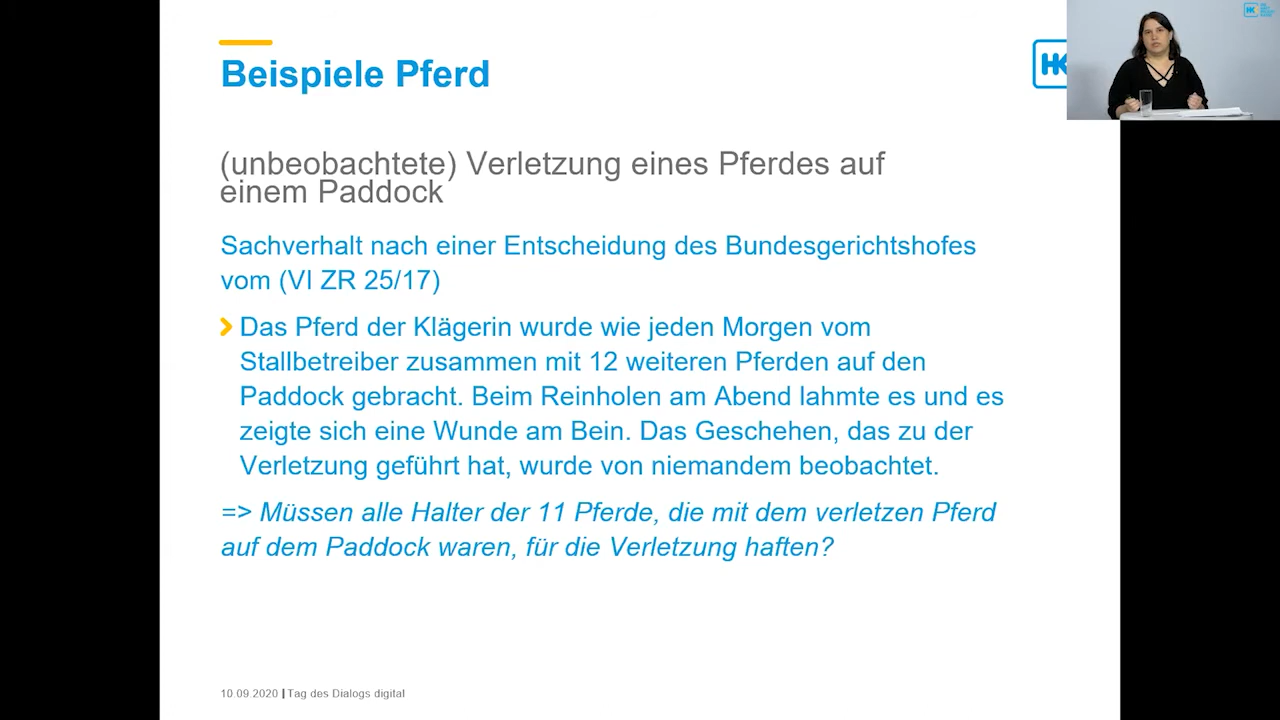 Beispiele Pferd
HK
(unbeobachtete) Verletzung eines Pferdes auf
einem Paddock
Sachverhalt nach einer Entscheidung des Bundesgerichtshofes
vom (VI ZR 25/17)
Das Pferd der Klägerin wurde wie jeden Morgen vom
Stallbetreiber zusammen mit 12 weiteren Pferden auf den
Paddock gebracht. Beim Reinholen am Abend lahmte es und es
zeigte sich eine Wunde am Bein. Das Geschehen, das zu der
Verletzung geführt hat, wurde von niemandem beobachtet.
=> Müssen alle Halter der 11 Pferde, die mit dem verletzen Pferd
auf dem Paddock waren, für die Verletzung haften?
10.09.2020 | Tag des Dialogs digital